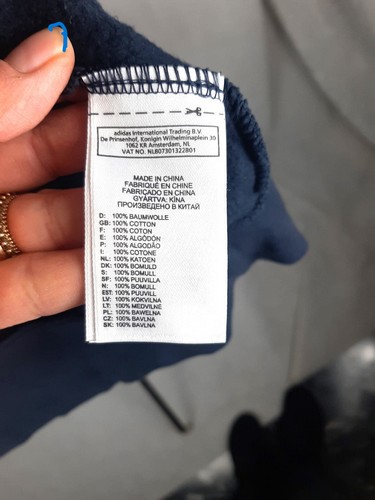 adidas International Trading B.V.
De Prinsenhof, Konigin Wilhelminaplein 30
1062 KR Amsterdam, NL
VAT NO. NL807301322B01
MADE IN CHINA
FABRIQUÉ EN CHINE
FABRICADO EN CHINA
GYÁRTVA: KÍNA
ПРОИЗВЕДЕНО В КИТАЙ
D: 100% BAUMWOLLE
GB: 100% COTTON
F: 100% COTON
E: 100% ALGODÓN
P: 100% ALGODÃO
I: 100% COTONE
NL: 100% KATOEN
DK: 100% BOMULD
S: 100% BOMULL
SF: 100% PUUVILLA
N: 100% BOMULL
EST: 100% PUUVILL
LV: 100% KOKVILNA
LT: 100% MEDVILNĖ
PL: 100% BAWEŁNA
CZ: 100% BAVLNA
SK: 100% BAVLNA